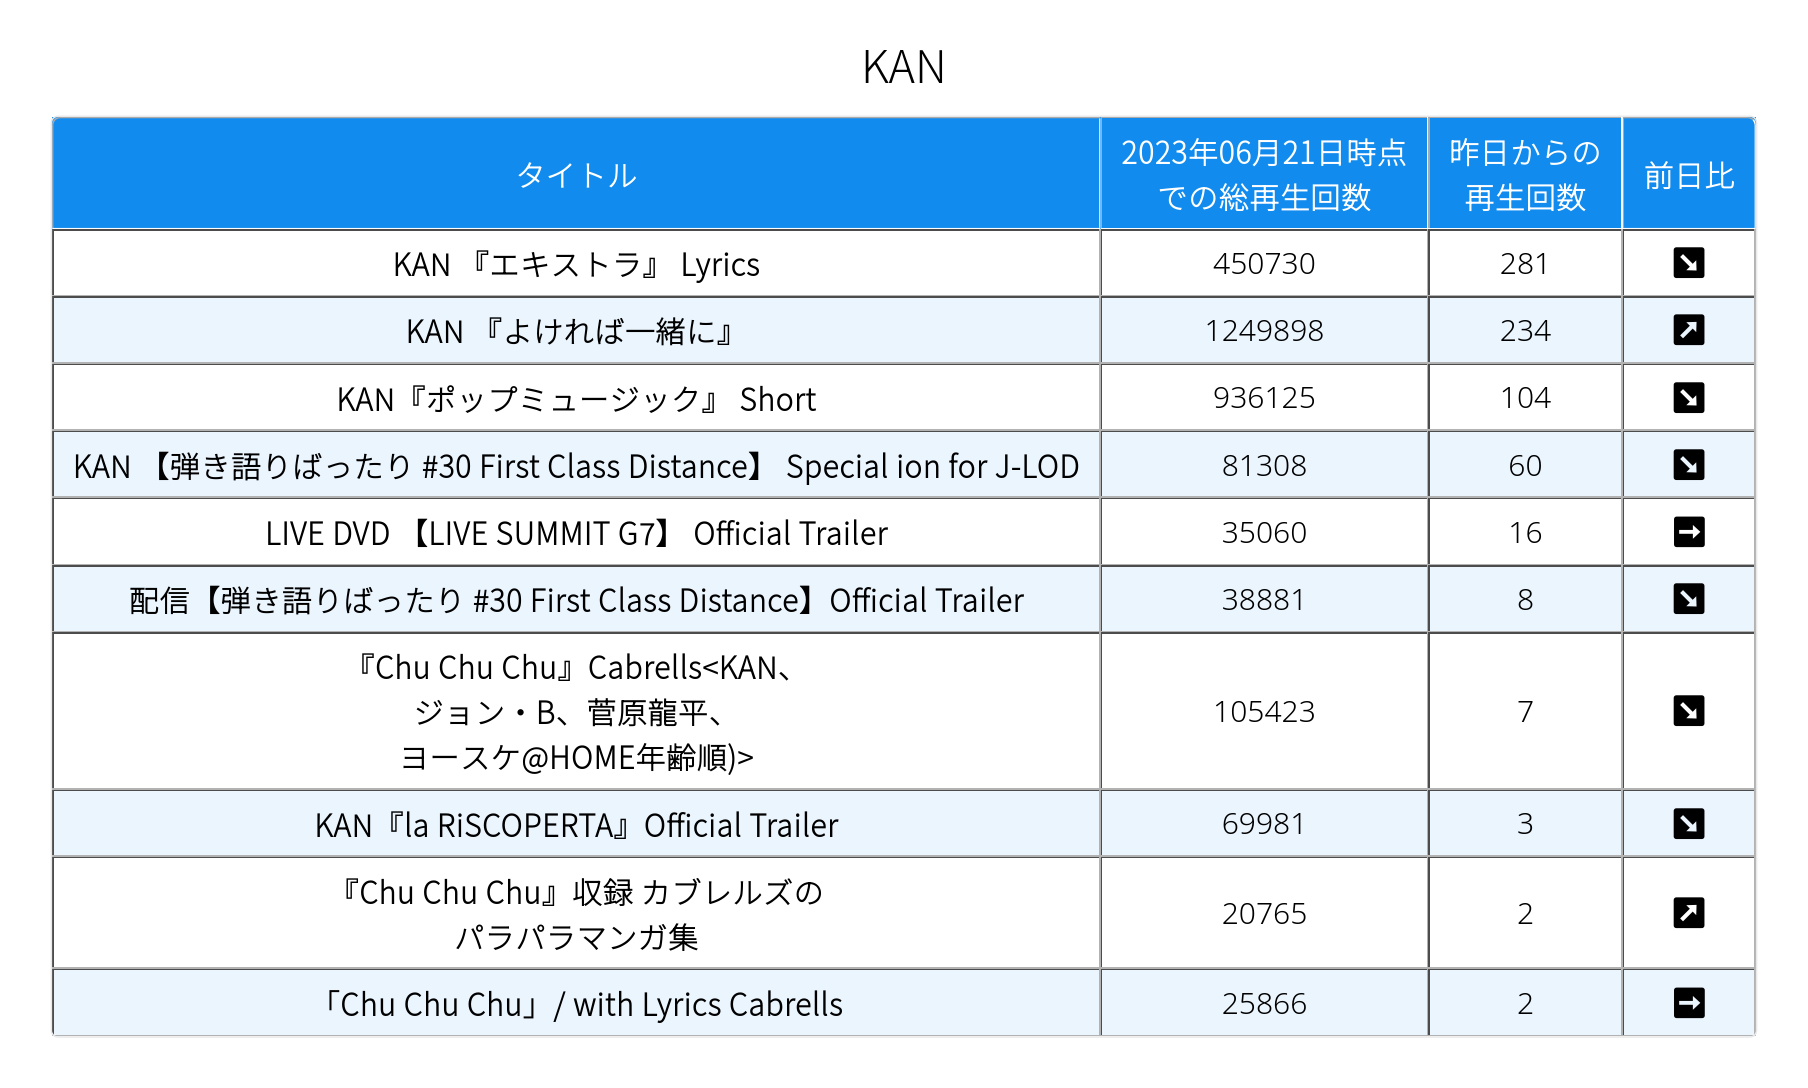 KAN
タイトル
2023年06月21日時点
での総再生回数
昨日からの
再生回数
前日比
KAN 『エキストラ』 Lyrics
450730
281
KAN 『よければ一緒に』
1249898
234
KAN『ポップミュージック』 Short
936125
104
KAN 【弾き語りばったり #30 First Class Distance】 Special ion for J-LOD
81308
60
LIVE DVD 【LIVE SUMMIT G7】 Official Trailer
35060
16
配信【弾き語りばったり #30 First Class Distance】Official Trailer
38881
8
『Chu Chu Chu』Cabrells<KAN、
ジョン・B、菅原龍平、
ヨースケ@HOME年齢順)>
105423
7
KAN『la RiSCOPERTA』Official Trailer
69981
3
『Chu Chu Chu』収録 カブレルズの
パラパラマンガ集
20765
2
「Chu Chu Chu」/ with Lyrics Cabrells
25866
2